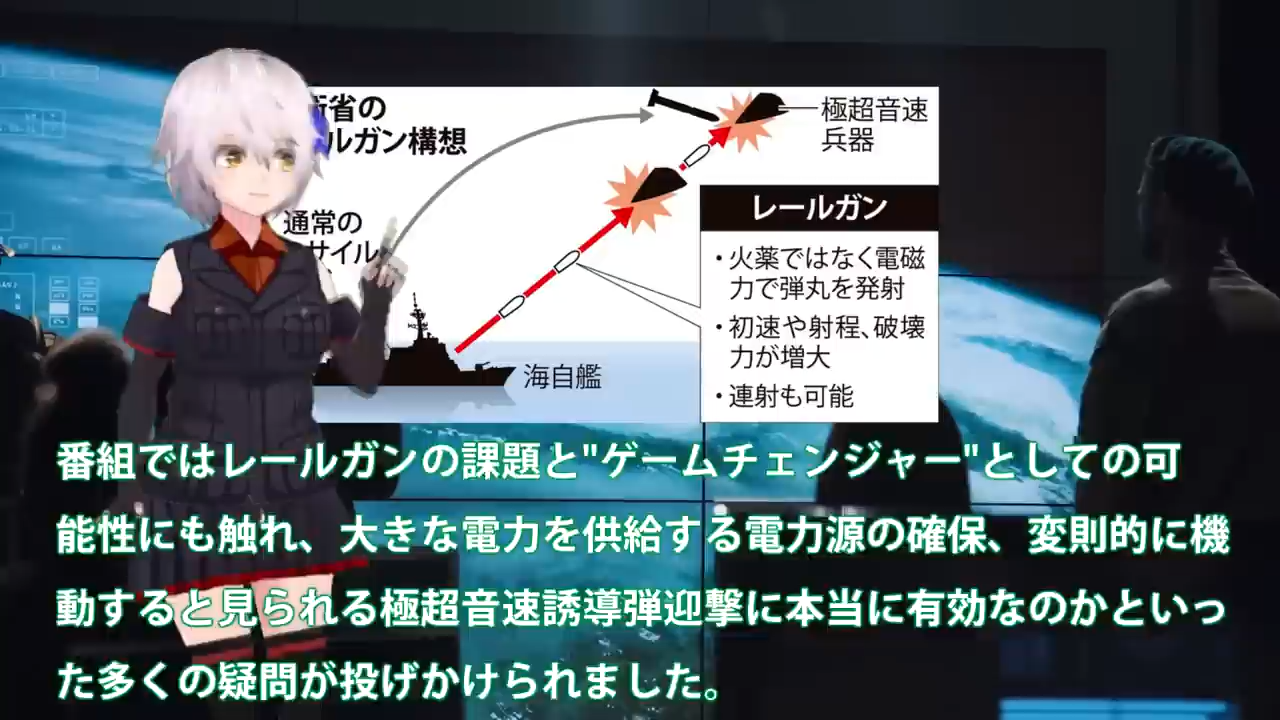 衛省の
ルガン構想
極超音速
兵器
通常の
サイル
レールガン
・火薬ではなく電磁
力で弾丸を発射
・初速や射程、破壊
力が増大
・連射も可能
海自艦
番組ではレールガンの課題と"ゲームチェンジャー"としての可
能性にも触れ、大きな電力を供給する電力源の確保、変則的に機
動すると見られる極超音速誘導弾迎撃に本当に有効なのかといっ
た多くの疑問が投げかけられました。